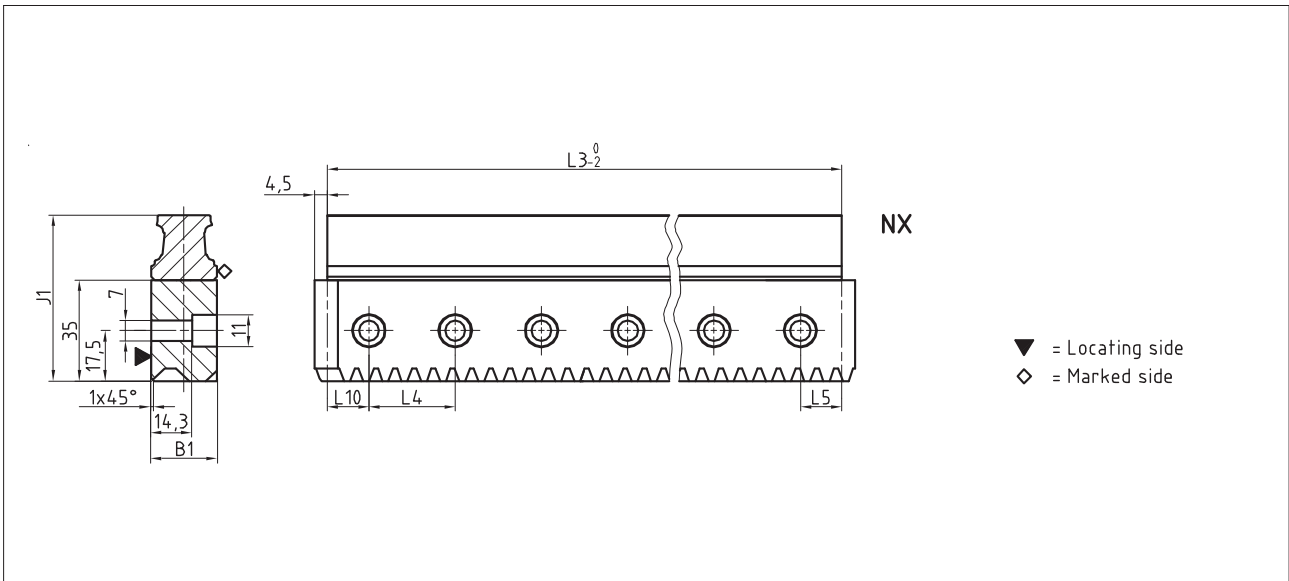 L3-2 0
4,5
NX
J1
35
17,5
7
11
1x45°
14,3
B1
L10
L4
L5
= Locating side
= Marked side